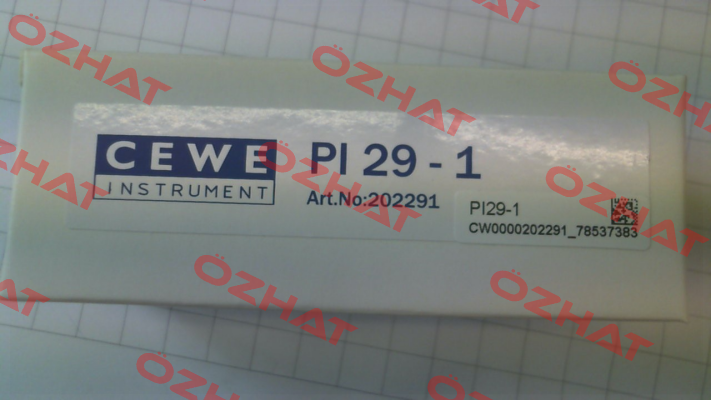 ÖZHAT
ÖZHAT
ÖZHAT
ÖZHAT
CEWE
INSTRUMENT
PI 29 - 1
Art.No:202291
PI29-1
CW0000202291_78537383
ÖZHAT
ÖZHAT
ÖZHAT
ÖZHAT
ÖZHAT
ÖZHAT